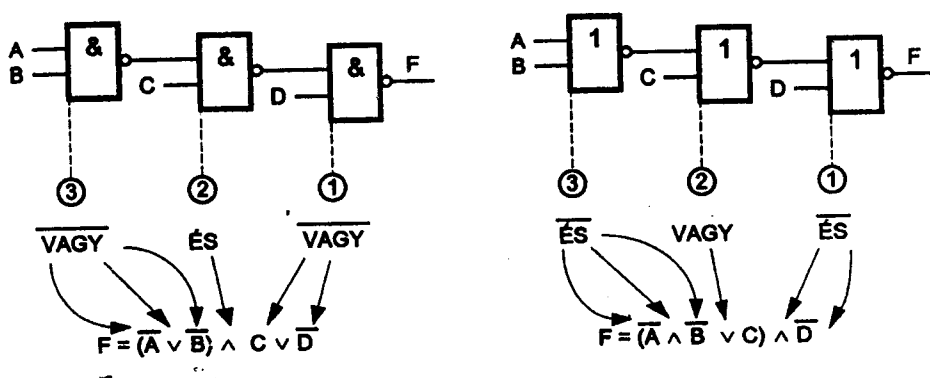 A
B
&
C
&
D
&
F
3
2
1
VAGY
ÉS
VAGY
F = (A̅ ∨ B̅) ∧ C ∨ D̅
A
B
1
C
1
D
1
F
3
2
1
ÉS
VAGY
ÉS
F = (A̅ ∧ B̅ ∨ C) ∧ D̅